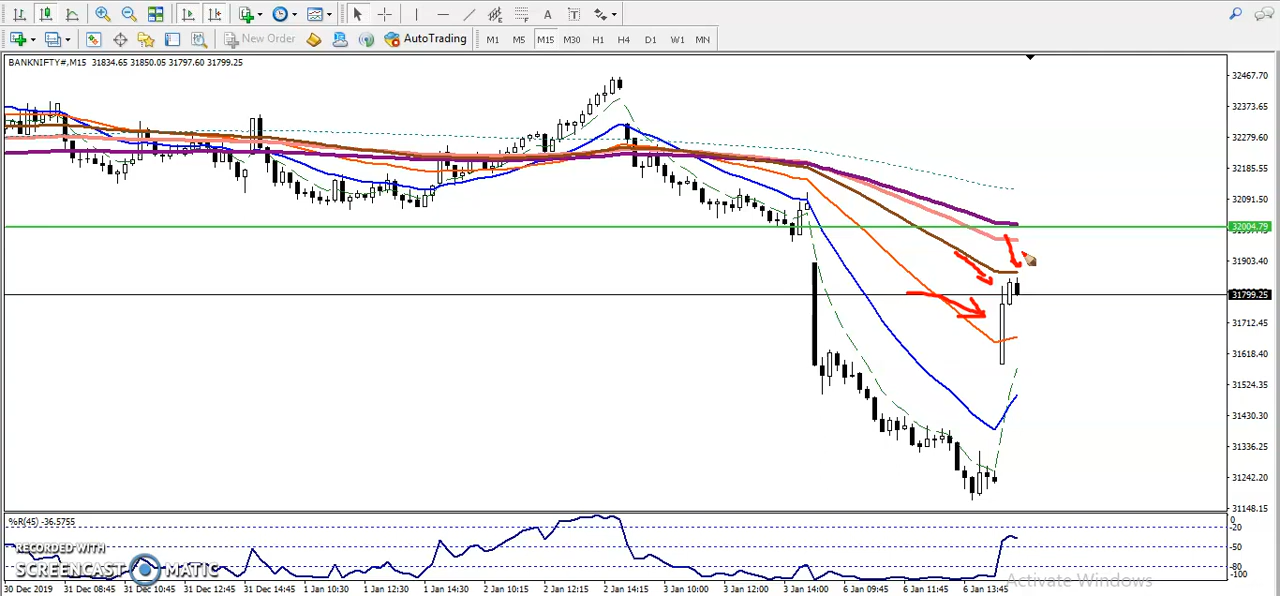 New Order
AutoTrading
M1 M5 M15 M30 H1 H4 D1 W1 MN
BANKNIFTY#,M15 31834.65 31850.05 31797.60 31799.25
32467.70
32373.65
32279.60
32185.55
32091.50
32004.79
31903.40
31799.25
31712.45
31618.40
31524.35
31430.30
31336.25
31242.20
31148.15
%R(45) -36.5755
0
-20
-50
-80
-100
RECORDED WITH
SCREENCAST MATIC
Activate Windows
30 Dec 2019 31 Dec 08:45 31 Dec 10:45 31 Dec 12:45 31 Dec 14:45 1 Jan 10:30 1 Jan 12:30 1 Jan 14:30 2 Jan 10:15 2 Jan 12:15 2 Jan 14:15 3 Jan 10:00 3 Jan 12:00 3 Jan 14:00 6 Jan 09:45 6 Jan 11:45 6 Jan 13:45